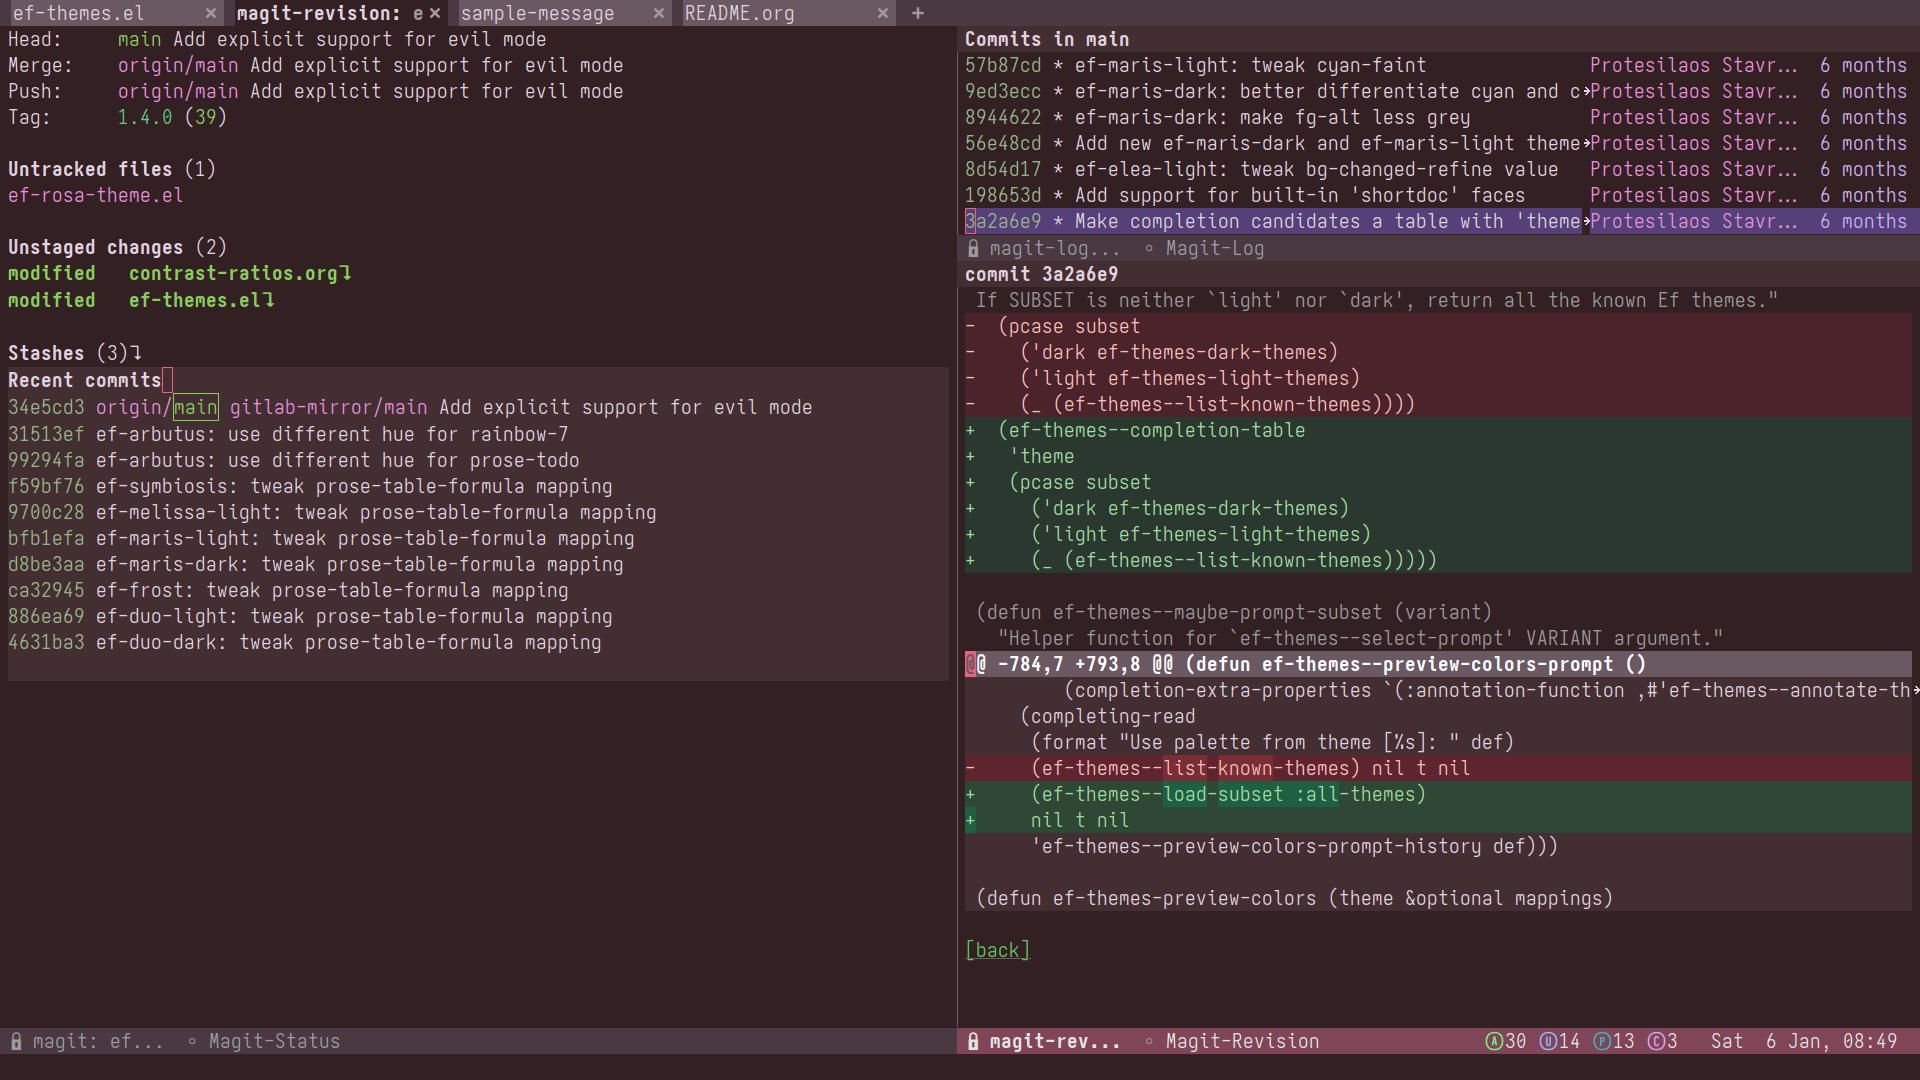 ef-themes.el × magit-revision: e × sample-message × README.org × +
Head:     main Add explicit support for evil mode
Merge:    origin/main Add explicit support for evil mode
Push:     origin/main Add explicit support for evil mode
Tag:      1.4.0 (39)
Untracked files (1)
ef-rosa-theme.el
Unstaged changes (2)
modified   contrast-ratios.org↴
modified   ef-themes.el↴
Stashes (3)↴
Recent commits
34e5cd3 origin/main gitlab-mirror/main Add explicit support for evil mode
31513ef ef-arbutus: use different hue for rainbow-7
99294fa ef-arbutus: use different hue for prose-todo
f59bf76 ef-symbiosis: tweak prose-table-formula mapping
9700c28 ef-melissa-light: tweak prose-table-formula mapping
bfb1efa ef-maris-light: tweak prose-table-formula mapping
d8be3aa ef-maris-dark: tweak prose-table-formula mapping
ca32945 ef-frost: tweak prose-table-formula mapping
886ea69 ef-duo-light: tweak prose-table-formula mapping
4631ba3 ef-duo-dark: tweak prose-table-formula mapping
magit: ef... ◦ Magit-Status
Commits in main
57b87cd * ef-maris-light: tweak cyan-faint Protesilaos Stavr… 6 months
9ed3ecc * ef-maris-dark: better differentiate cyan and c→Protesilaos Stavr… 6 months
8944622 * ef-maris-dark: make fg-alt less grey Protesilaos Stavr… 6 months
56e48cd * Add new ef-maris-dark and ef-maris-light theme→Protesilaos Stavr… 6 months
8d54d17 * ef-elea-light: tweak bg-changed-refine value Protesilaos Stavr… 6 months
198653d * Add support for built-in 'shortdoc' faces Protesilaos Stavr… 6 months
3a2a6e9 * Make completion candidates a table with 'theme→Protesilaos Stavr… 6 months
magit-log... ◦ Magit-Log
commit 3a2a6e9
 If SUBSET is neither `light' nor `dark', return all the known Ef themes."
-  (pcase subset
-    ('dark ef-themes-dark-themes)
-    ('light ef-themes-light-themes)
-    (_ (ef-themes--list-known-themes))))
+  (ef-themes--completion-table
+   'theme
+   (pcase subset
+     ('dark ef-themes-dark-themes)
+     ('light ef-themes-light-themes)
+     (_ (ef-themes--list-known-themes)))))
 (defun ef-themes--maybe-prompt-subset (variant)
   "Helper function for `ef-themes--select-prompt' VARIANT argument."
@@ -784,7 +793,8 @@ (defun ef-themes--preview-colors-prompt ()
         (completion-extra-properties `(:annotation-function ,#'ef-themes--annotate-th→
     (completing-read
      (format "Use palette from theme [%s]: " def)
-     (ef-themes--list-known-themes) nil t nil
+     (ef-themes--load-subset :all-themes)
+     nil t nil
      'ef-themes--preview-colors-prompt-history def)))
 (defun ef-themes-preview-colors (theme &optional mappings)
[back]
magit-rev... ◦ Magit-Revision Ⓐ30 Ⓤ14 Ⓟ13 Ⓒ3 Sat  6 Jan, 08:49